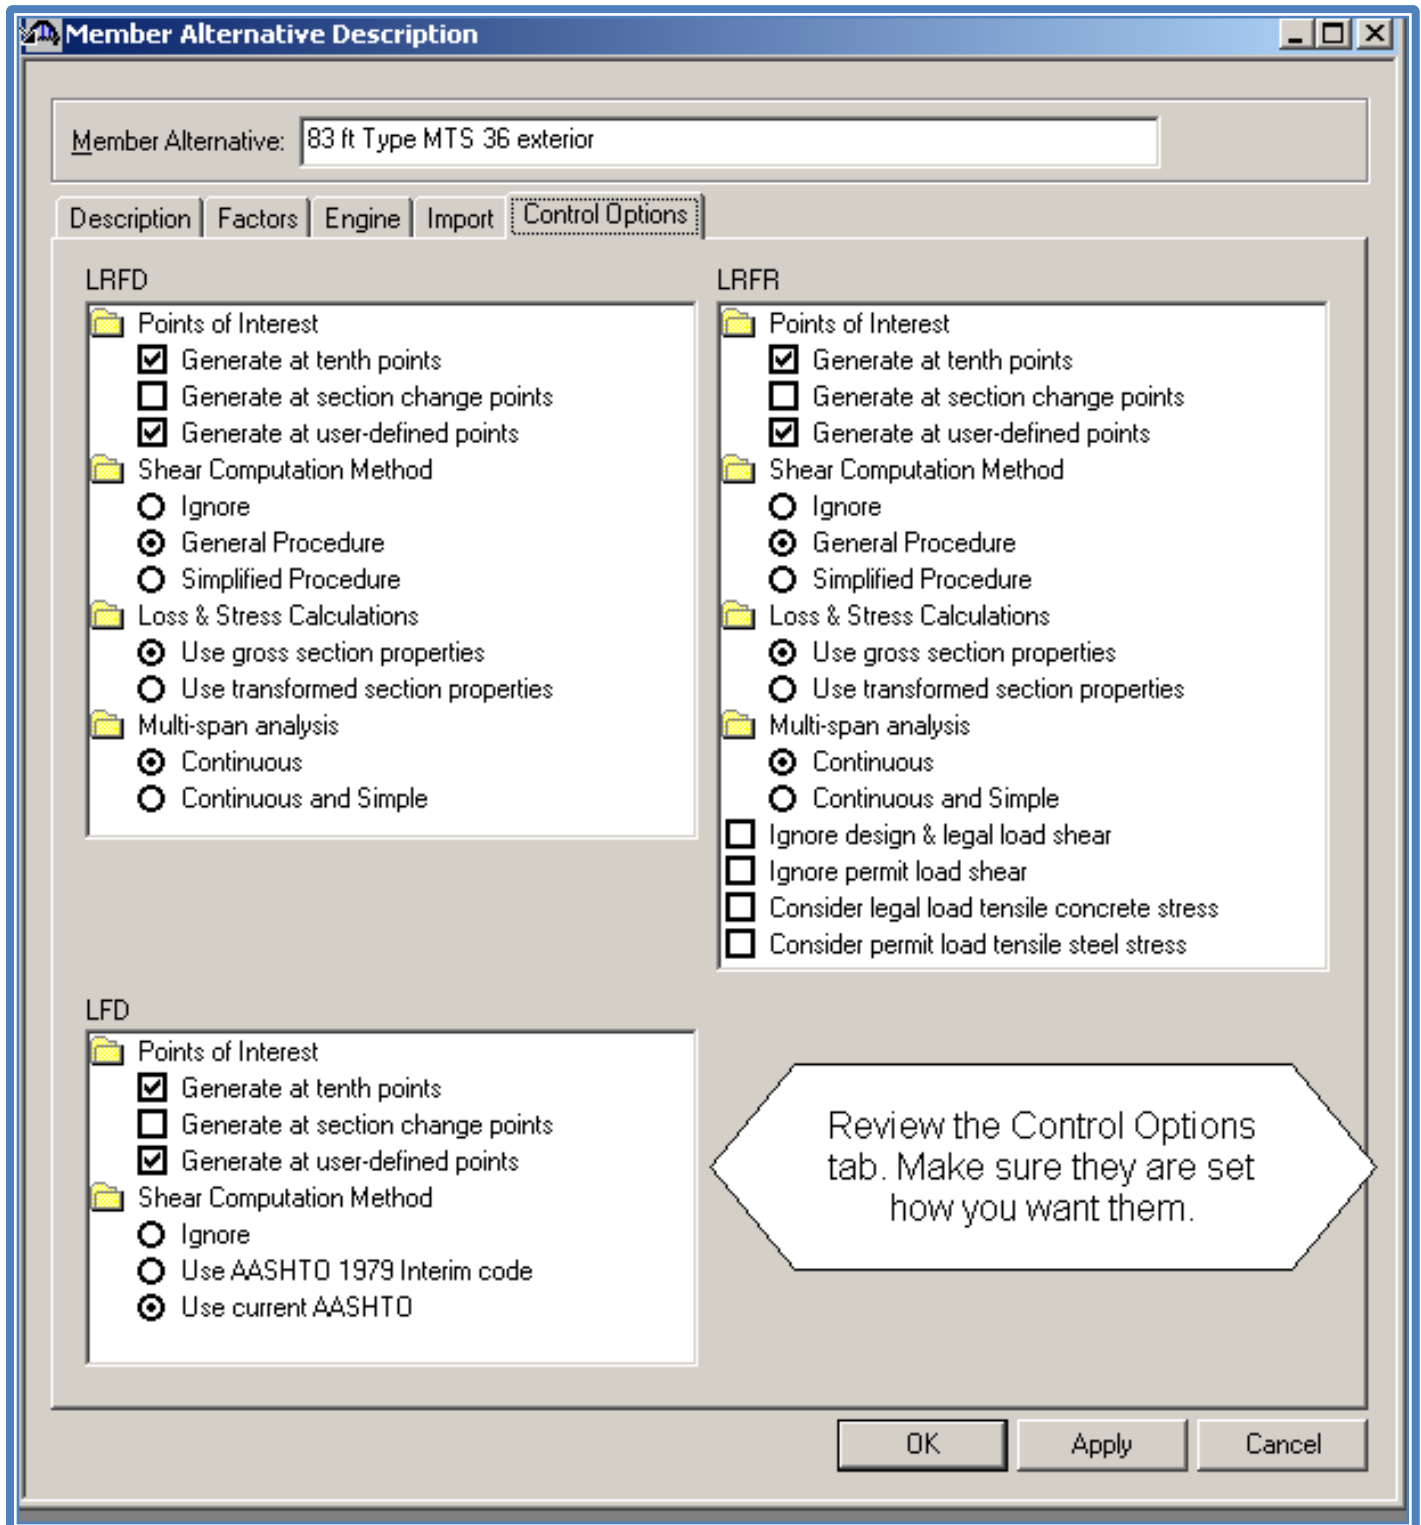 Member Alternative Description
Member Alternative: 83 ft Type MTS 36 exterior
Description Factors Engine Import Control Options
LRFD
Points of Interest
Generate at tenth points
Generate at section change points
Generate at user-defined points
Shear Computation Method
Ignore
General Procedure
Simplified Procedure
Loss & Stress Calculations
Use gross section properties
Use transformed section properties
Multi-span analysis
Continuous
Continuous and Simple
LRFR
Points of Interest
Generate at tenth points
Generate at section change points
Generate at user-defined points
Shear Computation Method
Ignore
General Procedure
Simplified Procedure
Loss & Stress Calculations
Use gross section properties
Use transformed section properties
Multi-span analysis
Continuous
Continuous and Simple
Ignore design & legal load shear
Ignore permit load shear
Consider legal load tensile concrete stress
Consider permit load tensile steel stress
LFD
Points of Interest
Generate at tenth points
Generate at section change points
Generate at user-defined points
Shear Computation Method
Ignore
Use AASHTO 1979 Interim code
Use current AASHTO
Review the Control Options
tab. Make sure they are set
how you want them.
OK Apply Cancel